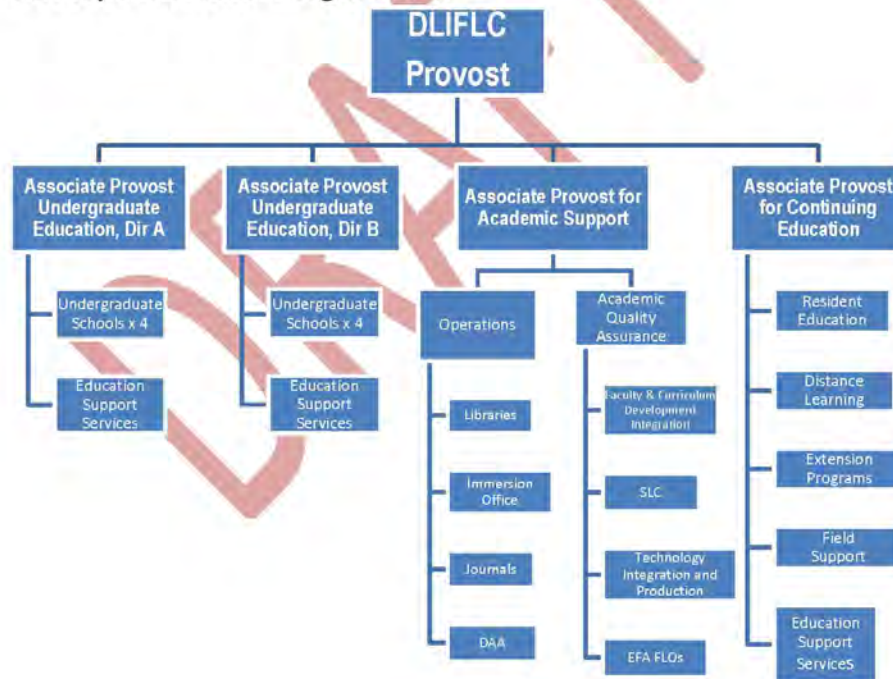 DLIFLC
Provost
Associate Provost
Undergraduate
Education, Dir A
Associate Provost
Undergraduate
Education, Dir B
Associate Provost for
Academic Support
Associate Provost
for Continuing
Education
Undergraduate
Schools x 4
Education
Support
Services
Undergraduate
Schools x 4
Education
Support
Services
Operations
Libraries
Immersion
Office
Journals
DAA
Academic
Quality
Assurance
Faculty & Curriculum
Development
Integration
SLC
Technology
Integration and
Production
EFA FLOs
Resident
Education
Distance
Learning
Extension
Programs
Field
Support
Education
Support
Services
DRAFT